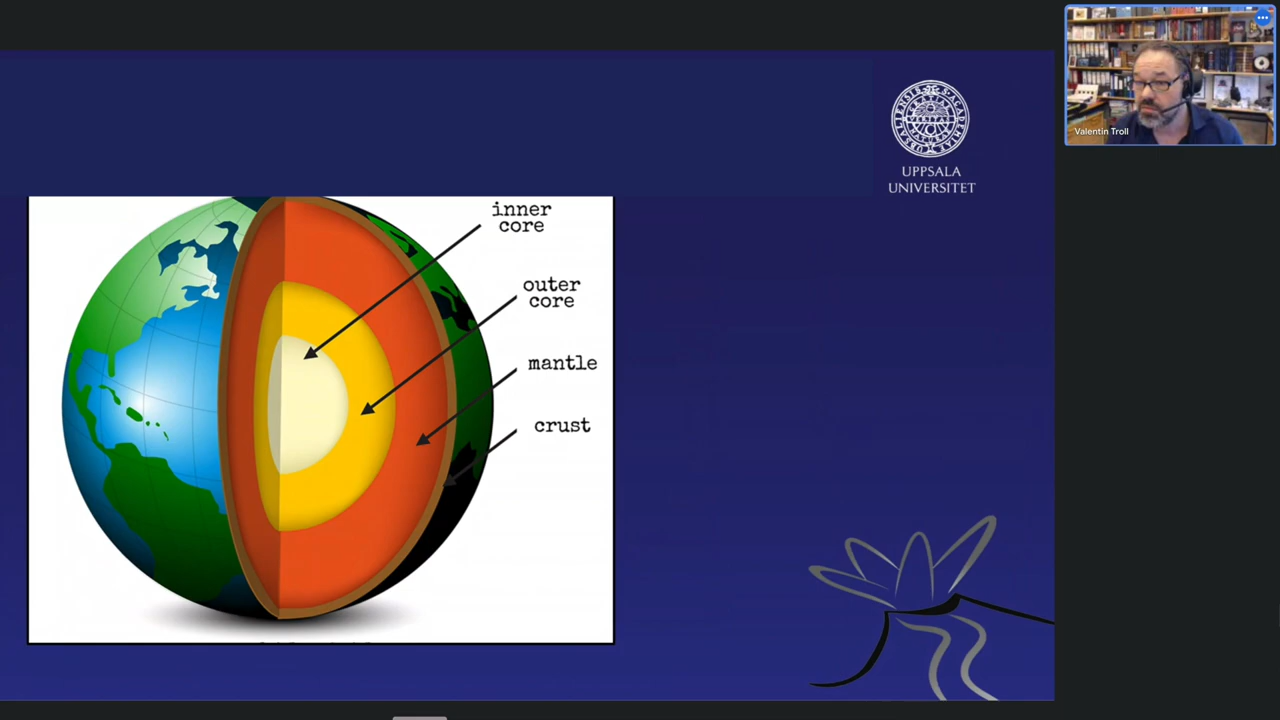 UPPSALA
UNIVERSITET
inner
core
outer
core
mantle
crust
Valentin Troll